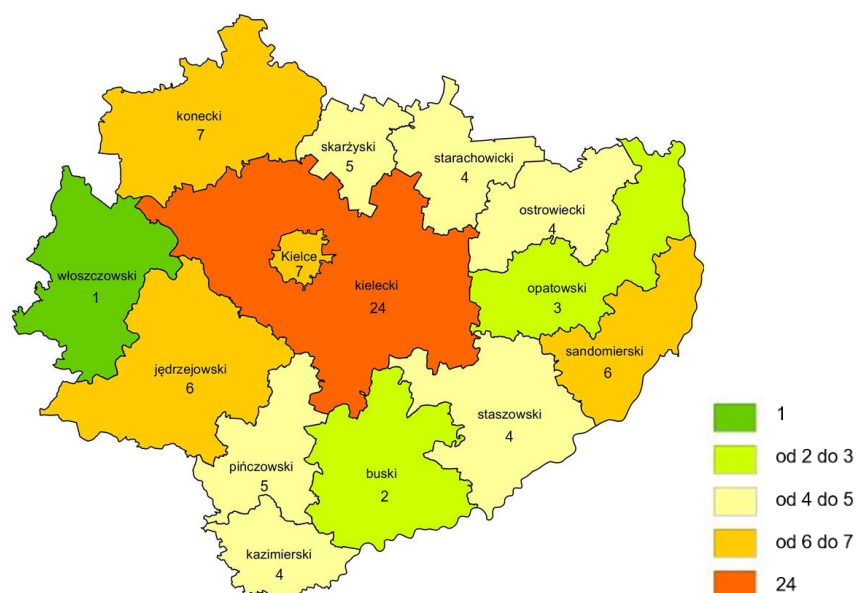 konecki
7
skarżyski
5
starachowicki
4
ostrowiecki
4
Kielce
7
włoszczowski
1
kielecki
24
opatowski
3
jędrzejowski
6
sandomierski
6
staszowski
4
pińczowski
5
buski
2
kazimierski
4
1
od 2 do 3
od 4 do 5
od 6 do 7
24